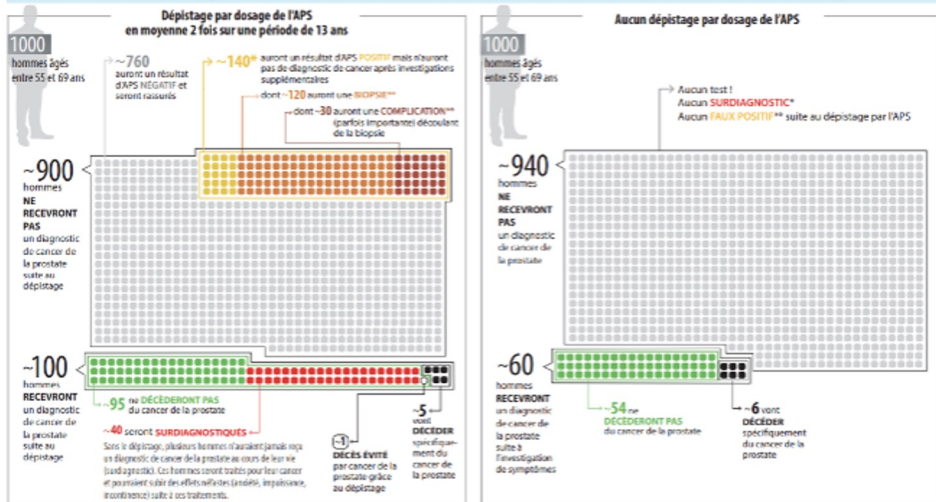 Dépistage par dosage de l'APS
en moyenne 2 fois sur une période de 13 ans
1000
hommes âgés
entre 55 et 69 ans
~760
auront un résultat
d'APS NÉGATIF et
seront rassurés
~140* auront un résultat d'APS POSITIF mais n'auront
pas de diagnostic de cancer après investigations
supplémentaires
dont ~120 auront une BIOPSIE**
dont ~30 auront une COMPLICATION**
(parfois importante) découlant
de la biopsie
~900
hommes
NE
RECEVRONT
PAS
un diagnostic
de cancer de
la prostate
suite au
dépistage
~100
hommes
RECEVRONT
un diagnostic
de cancer de
la prostate
suite au
dépistage
~95 ne DÉCÈDERONT PAS
du cancer de la prostate
~40 seront SURDIAGNOSTIQUÉS
Sans le dépistage, plusieurs hommes n'auraient jamais reçu
un diagnostic de cancer de la prostate au cours de leur vie
(surdiagnostic). Ces hommes seront traités pour leur cancer
et pourraient subir des effets néfastes (anxiété, impuissance,
incontinence) suite à ces traitements.
~1
DÉCÈS ÉVITÉ
par cancer de la
prostate grâce
au dépistage
~5
vont
DÉCÉDER
spécifique-
ment du
cancer de
la prostate
Aucun dépistage par dosage de l'APS
1000
hommes âgés
entre 55 et 69 ans
Aucun test !
Aucun SURDIAGNOSTIC*
Aucun FAUX POSITIF** suite au dépistage par l'APS
~940
hommes
NE
RECEVRONT
PAS
un diagnostic
de cancer de
la prostate
~60
hommes
RECEVRONT
un diagnostic
de cancer de
la prostate
suite à
l'investigation
de symptômes
~54 ne
DÉCÈDERONT PAS
du cancer de la prostate
~6 vont
DÉCÉDER
spécifiquement
du cancer de la
prostate